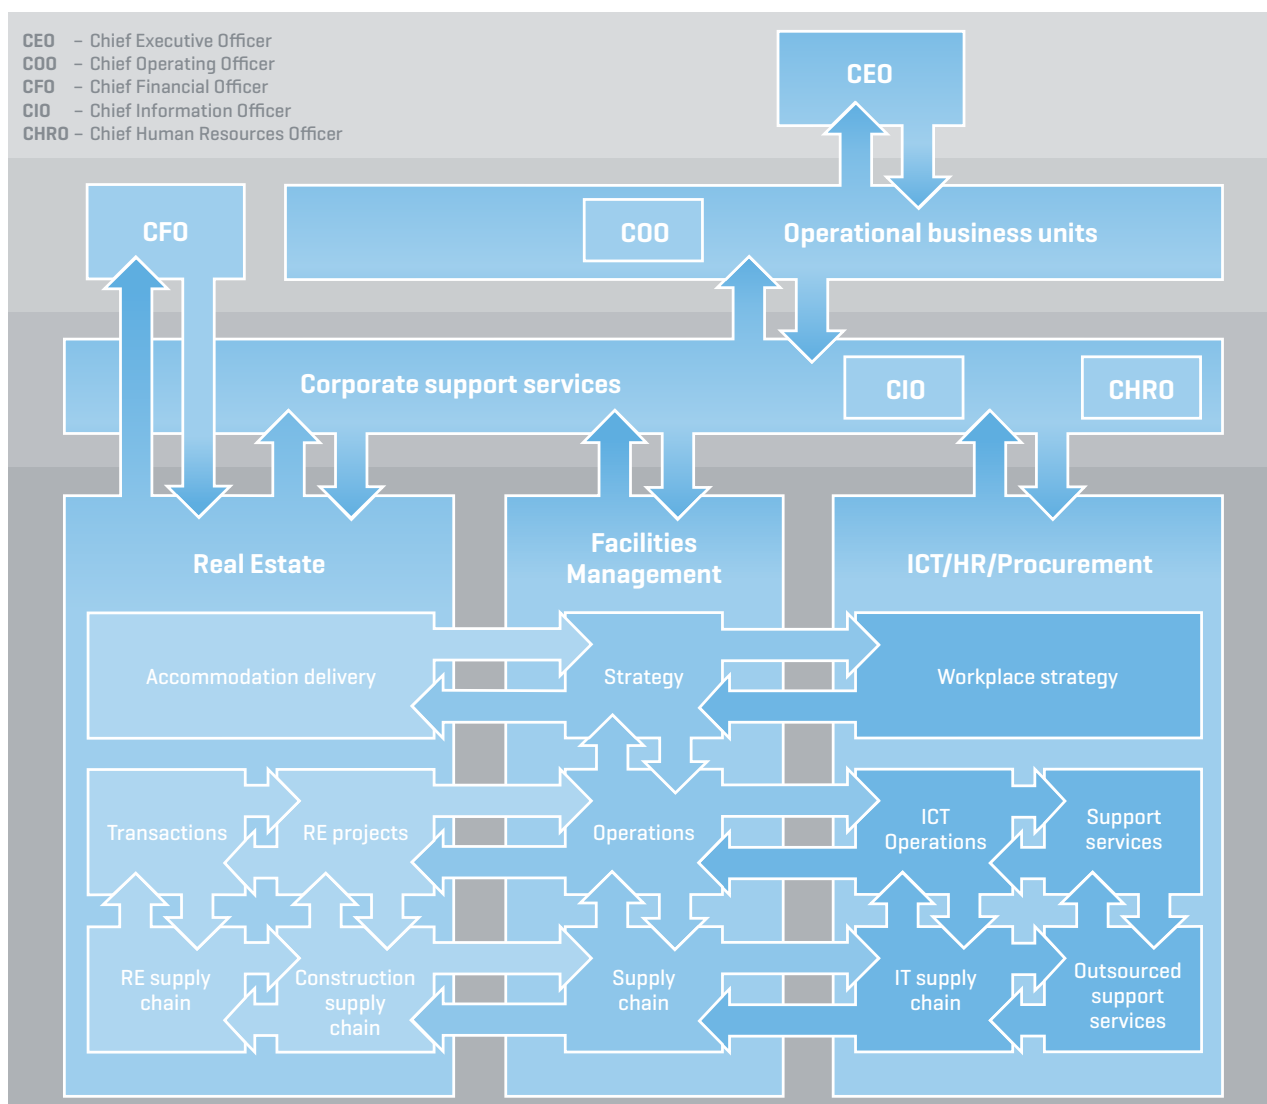 CEO – Chief Executive Officer
COO – Chief Operating Officer
CFO – Chief Financial Officer
CIO – Chief Information Officer
CHRO – Chief Human Resources Officer
CEO
CFO
COO
Operational business units
Corporate support services
CIO
CHRO
Real Estate
Facilities
Management
ICT/HR/Procurement
Accommodation delivery
Strategy
Workplace strategy
Transactions
RE projects
Operations
ICT
Operations
Support
services
RE supply
chain
Construction
supply
chain
Supply
chain
IT supply
chain
Outsourced
support
services